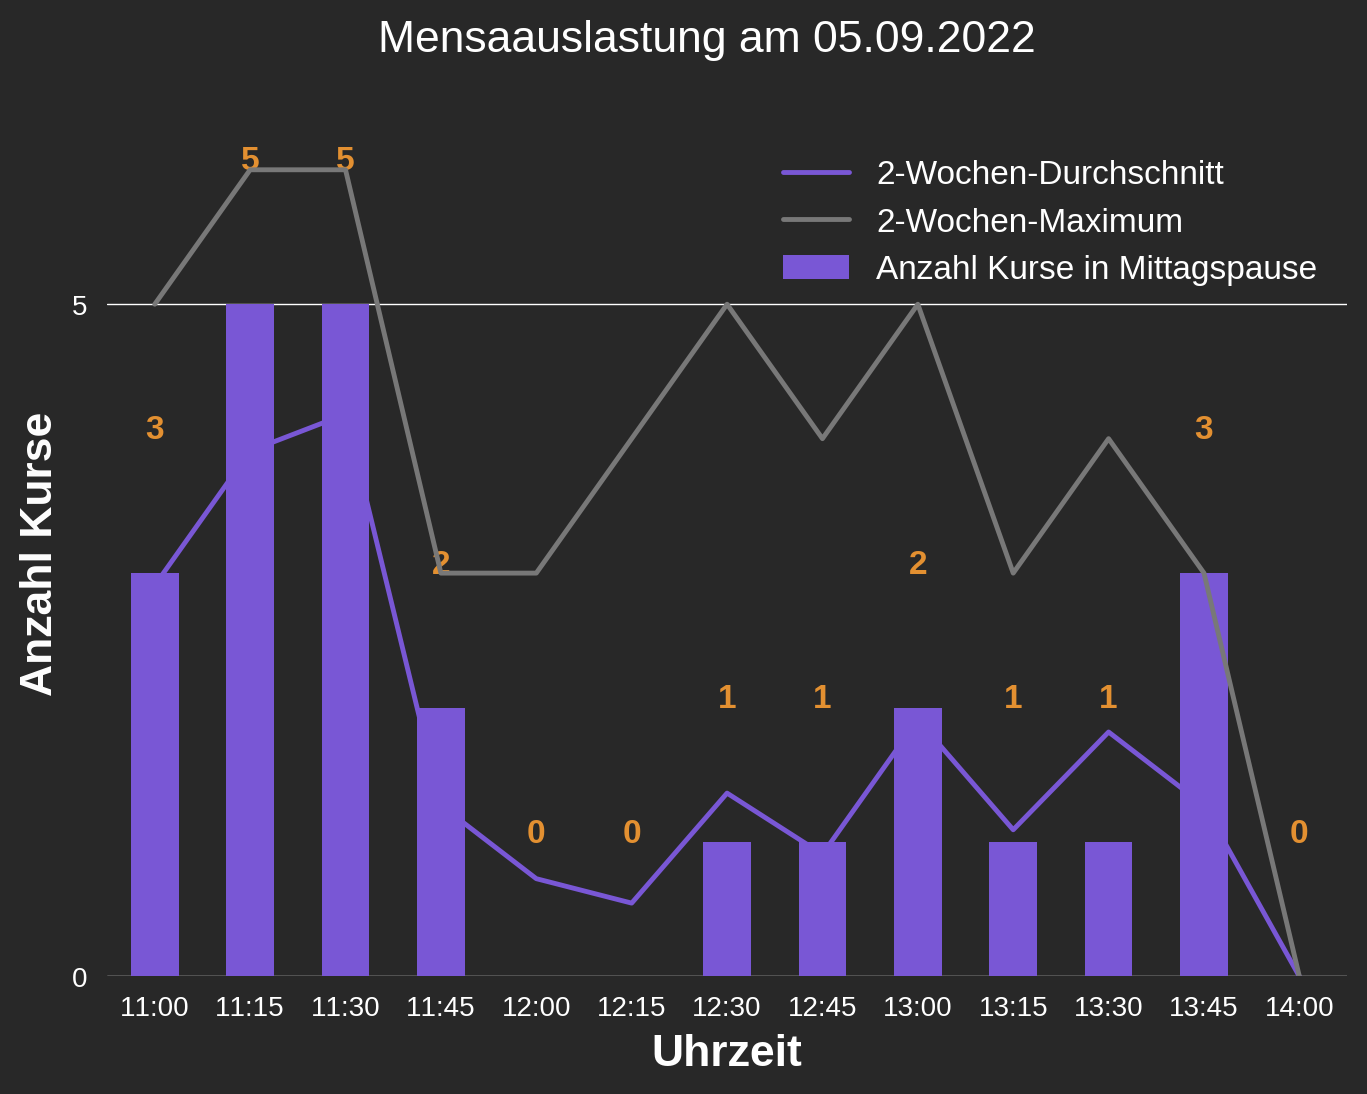 Mensaauslastung am 05.09.2022
5 5
2-Wochen-Durchschnitt
2-Wochen-Maximum
Anzahl Kurse in Mittagspause
5
3 3
2 2
1 1 1 1
0 0 0
0
Anzahl Kurse
11:00 11:15 11:30 11:45 12:00 12:15 12:30 12:45 13:00 13:15 13:30 13:45 14:00
Uhrzeit